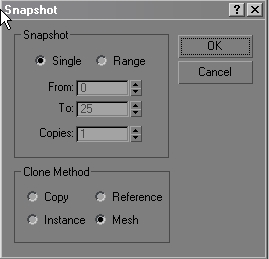 Snapshot
? X
Snapshot
Single Range
From: 0
To: 25
Copies: 1
OK
Cancel
Clone Method
Copy Reference
Instance Mesh